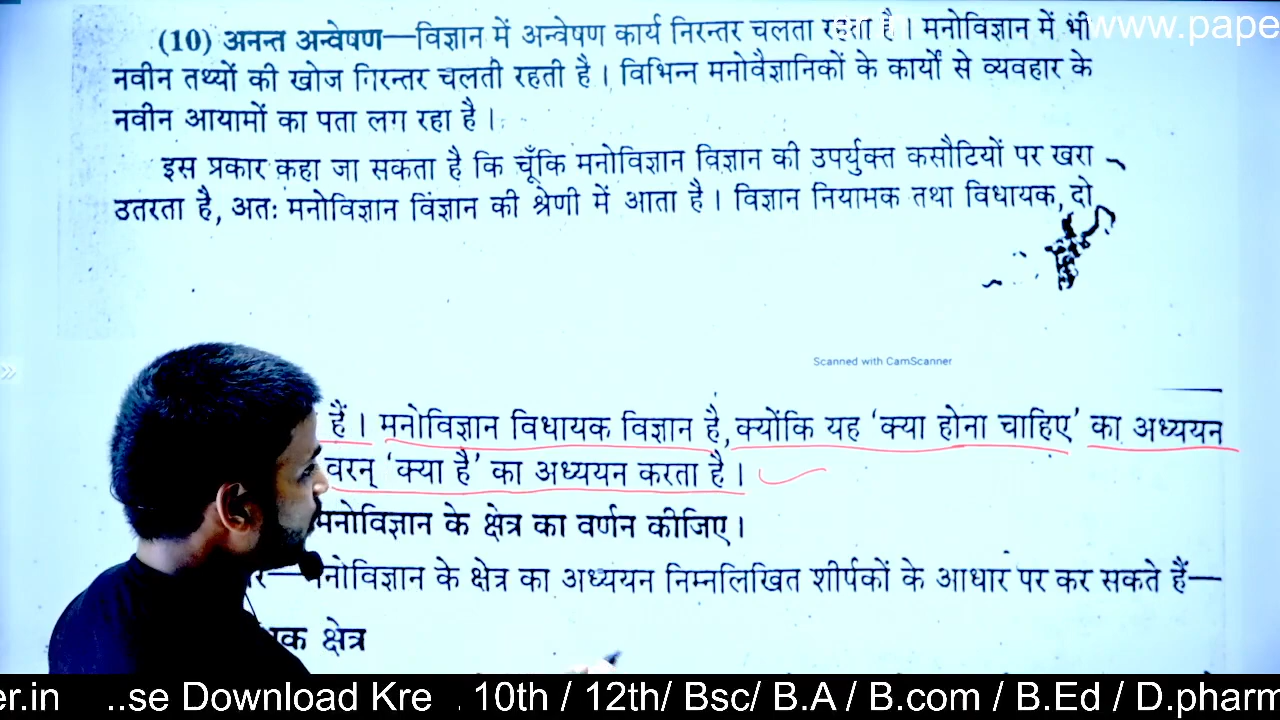 www.pape
(10) अनन्त अन्वेषण—विज्ञान में अन्वेषण कार्य निरन्तर चलता रहता है। मनोविज्ञान में भी
नवीन तथ्यों की खोज निरन्तर चलती रहती है। विभिन्न मनोवैज्ञानिकों के कार्यों से व्यवहार के
नवीन आयामों का पता लग रहा है।
इस प्रकार कहा जा सकता है कि चूँकि मनोविज्ञान विज्ञान की उपर्युक्त कसौटियों पर खरा
उतरता है, अतः मनोविज्ञान विज्ञान की श्रेणी में आता है। विज्ञान नियामक तथा विधायक, दो
Scanned with CamScanner
हैं। मनोविज्ञान विधायक विज्ञान है, क्योंकि यह ‘क्या होना चाहिए’ का अध्ययन
वरन् ‘क्या है’ का अध्ययन करता है।
मनोविज्ञान के क्षेत्र का वर्णन कीजिए।
मनोविज्ञान के क्षेत्र का अध्ययन निम्नलिखित शीर्षकों के आधार पर कर सकते हैं—
क्षेत्र
er.in ..se Download Kre . 10th / 12th/ Bsc/ B.A / B.com / B.Ed / D.pharm